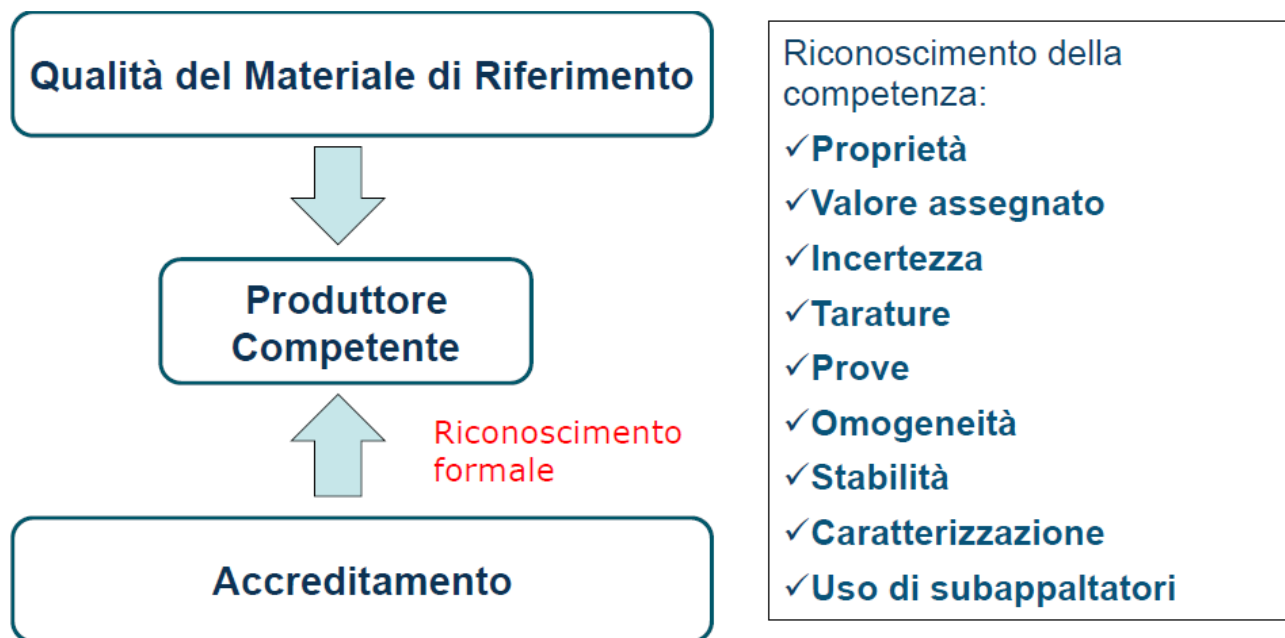 Qualità del Materiale di Riferimento
Produttore
Competente
Riconoscimento
formale
Accreditamento
Riconoscimento della
competenza:
✓Proprietà
✓Valore assegnato
✓Incertezza
✓Tarature
✓Prove
✓Omogeneità
✓Stabilità
✓Caratterizzazione
✓Uso di subappaltatori